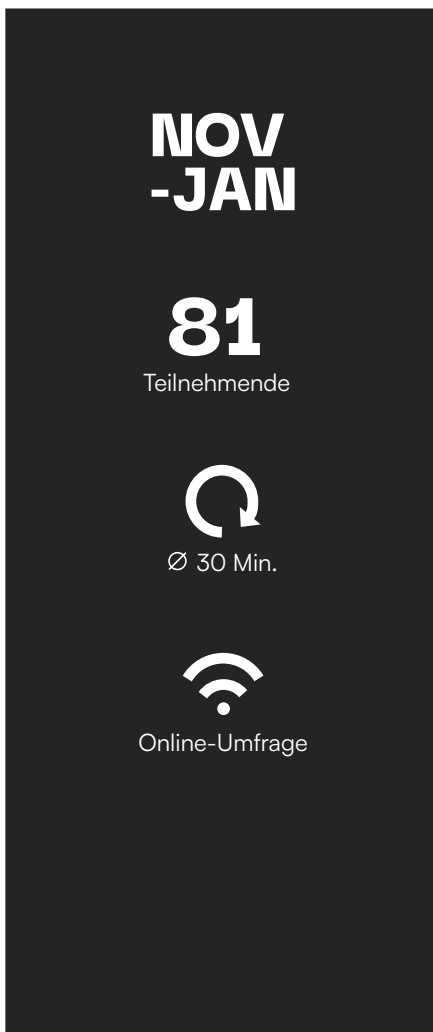 NOV
-JAN
81
Teilnehmende
Ø 30 Min.
Online-Umfrage